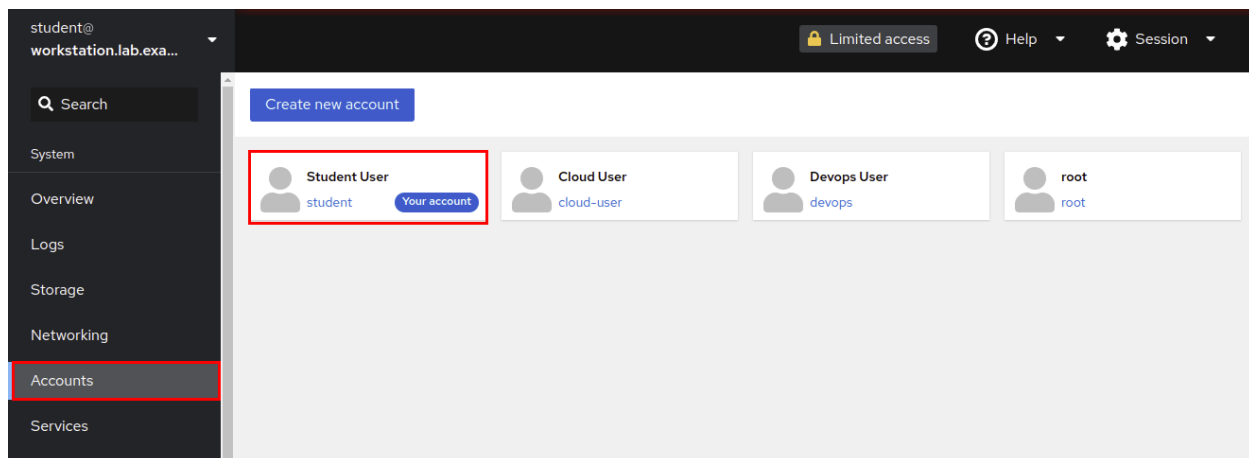 student@
workstation.lab.exa...
Limited access
Help
Session
Search
Create new account
System
Overview
Logs
Storage
Networking
Accounts
Services
Student User
student
Your account
Cloud User
cloud-user
Devops User
devops
root
root